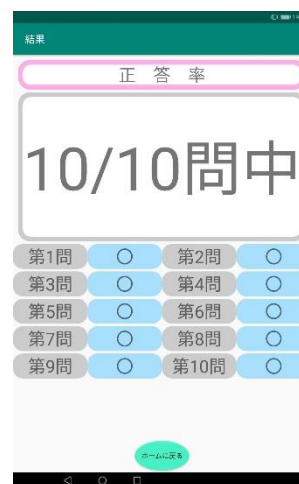 結果
正 答 率
10/10問中
第1問 〇 第2問 〇
第3問 〇 第4問 〇
第5問 〇 第6問 〇
第7問 〇 第8問 〇
第9問 〇 第10問 〇
ホームに戻る